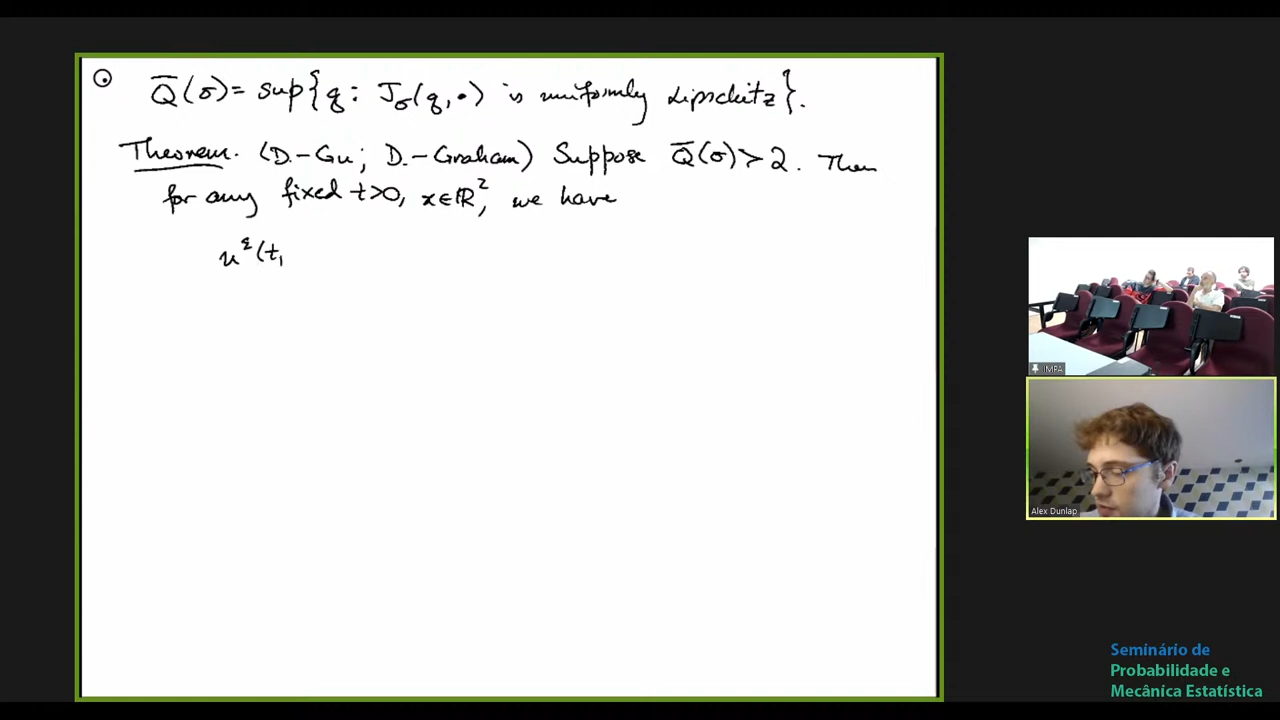 ⊙ Q̄(σ) = sup{q : J_σ(q, •) is uniformly Lipschitz}.
Theorem. (D.-Gu; D.-Graham) Suppose Q̄(σ) > 2. Then
for any fixed t>0, x∈ℝ², we have
u^ε(t,
IMPA
Alex Dunlap
Seminário de
Probabilidade e
Mecânica Estatística